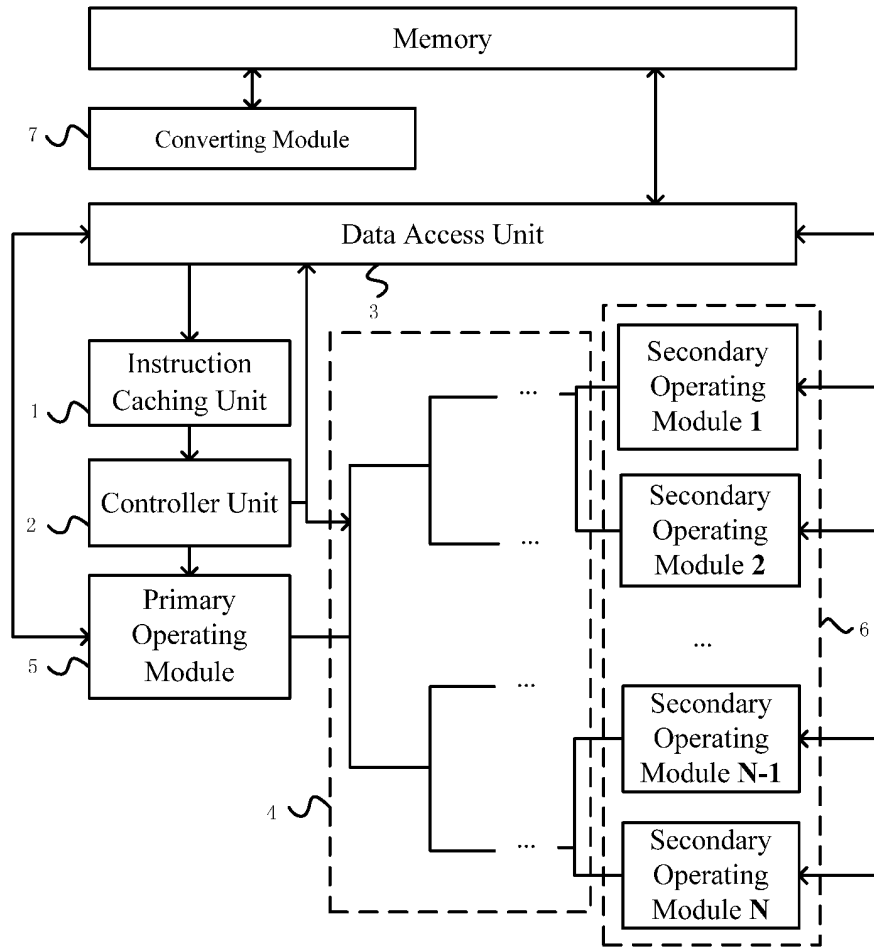 Memory
7
Converting Module
Data Access Unit
3
Instruction
Caching Unit
1
Controller Unit
2
Primary
Operating
Module
5
4
...
...
...
...
Secondary
Operating
Module 1
Secondary
Operating
Module 2
...
6
Secondary
Operating
Module N-1
Secondary
Operating
Module N